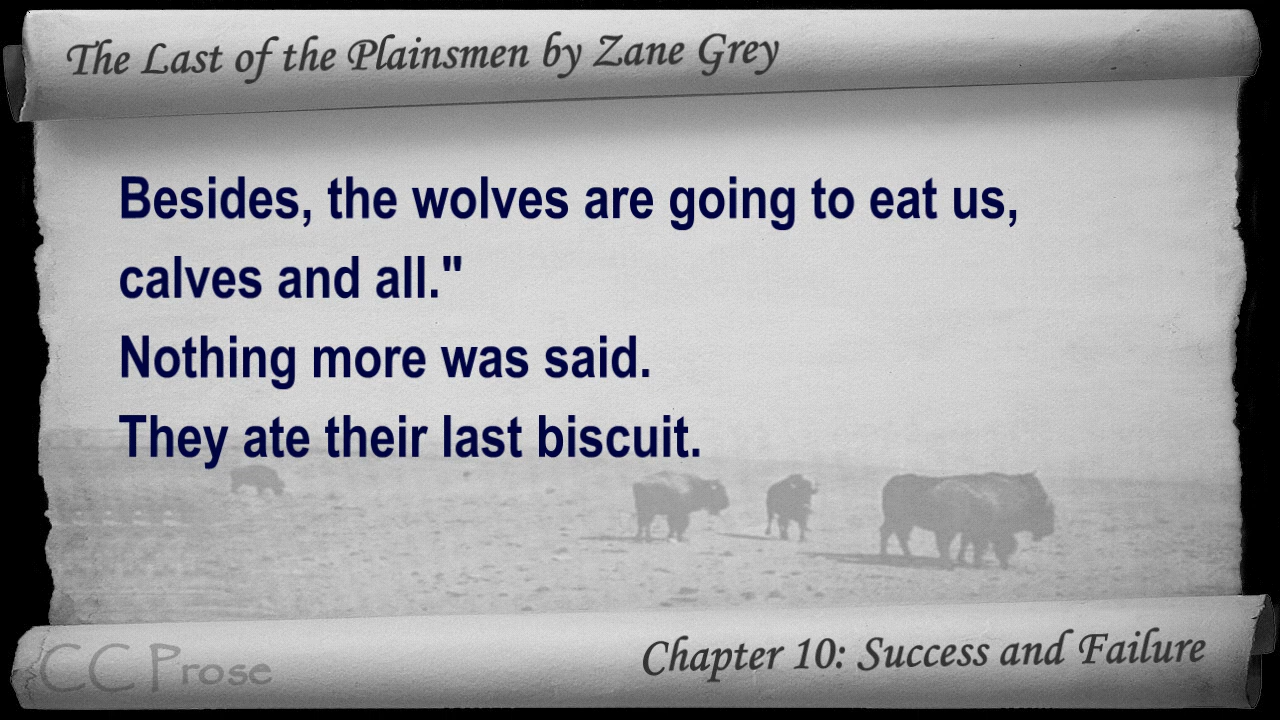 The Last of the Plainsmen by Zane Grey
Besides, the wolves are going to eat us,
calves and all."
Nothing more was said.
They ate their last biscuit.
CC Prose
Chapter 10: Success and Failure